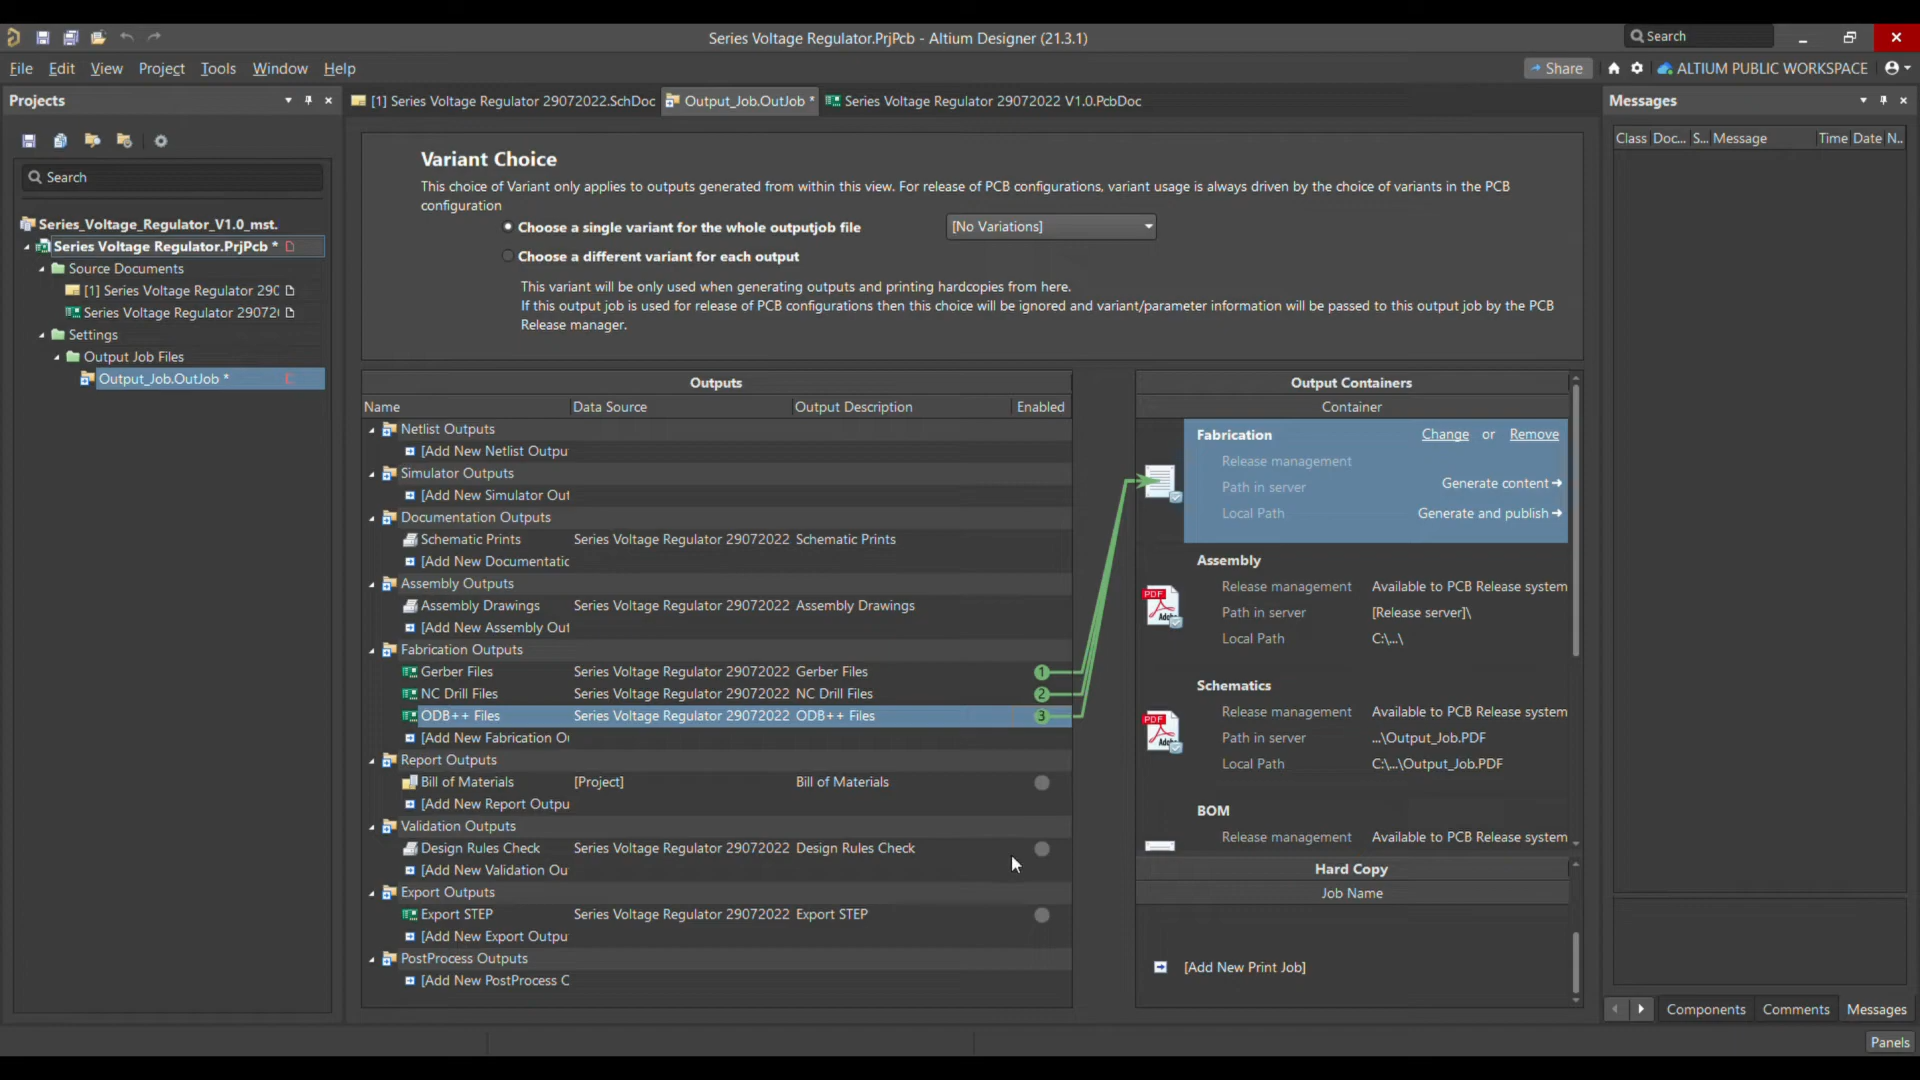 Series Voltage Regulator.PrjPcb - Altium Designer (21.3.1)
Search
File Edit View Project Tools Window Help
Share
ALTIUM PUBLIC WORKSPACE
Projects
[1] Series Voltage Regulator 29072022.SchDoc
Output_Job.OutJob *
Series Voltage Regulator 29072022 V1.0.PcbDoc
Messages
Search
Series_Voltage_Regulator_V1.0_mst.
Series Voltage Regulator.PrjPcb *
Source Documents
[1] Series Voltage Regulator 290
Series Voltage Regulator 29072
Settings
Output Job Files
Output_Job.OutJob *
Variant Choice
This choice of Variant only applies to outputs generated from within this view. For release of PCB configurations, variant usage is always driven by the choice of variants in the PCB
configuration
Choose a single variant for the whole outputjob file
[No Variations]
Choose a different variant for each output
This variant will be only used when generating outputs and printing hardcopies from here.
If this output job is used for release of PCB configurations then this choice will be ignored and variant/parameter information will be passed to this output job by the PCB
Release manager.
Outputs
Name Data Source Output Description Enabled
Netlist Outputs
[Add New Netlist Outpu
Simulator Outputs
[Add New Simulator Out
Documentation Outputs
Schematic Prints Series Voltage Regulator 29072022 Schematic Prints
[Add New Documentatic
Assembly Outputs
Assembly Drawings Series Voltage Regulator 29072022 Assembly Drawings
[Add New Assembly Out
Fabrication Outputs
Gerber Files Series Voltage Regulator 29072022 Gerber Files 1
NC Drill Files Series Voltage Regulator 29072022 NC Drill Files 2
ODB++ Files Series Voltage Regulator 29072022 ODB++ Files 3
[Add New Fabrication Ou
Report Outputs
Bill of Materials [Project] Bill of Materials
[Add New Report Outpu
Validation Outputs
Design Rules Check Series Voltage Regulator 29072022 Design Rules Check
[Add New Validation Ou
Export Outputs
Export STEP Series Voltage Regulator 29072022 Export STEP
[Add New Export Outpu
PostProcess Outputs
[Add New PostProcess C
Output Containers
Container
Fabrication Change or Remove
Release management
Path in server Generate content
Local Path Generate and publish
Assembly
Release management Available to PCB Release system
Path in server [Release server]\
Local Path C:\...\
Schematics
Release management Available to PCB Release system
Path in server ...\Output_Job.PDF
Local Path C:\...\Output_Job.PDF
BOM
Release management Available to PCB Release system
PDF
Adobe
PDF
Adobe
Hard Copy
Job Name
[Add New Print Job]
Class Doc... S... Message Time Date N..
Components Comments Messages
Panels